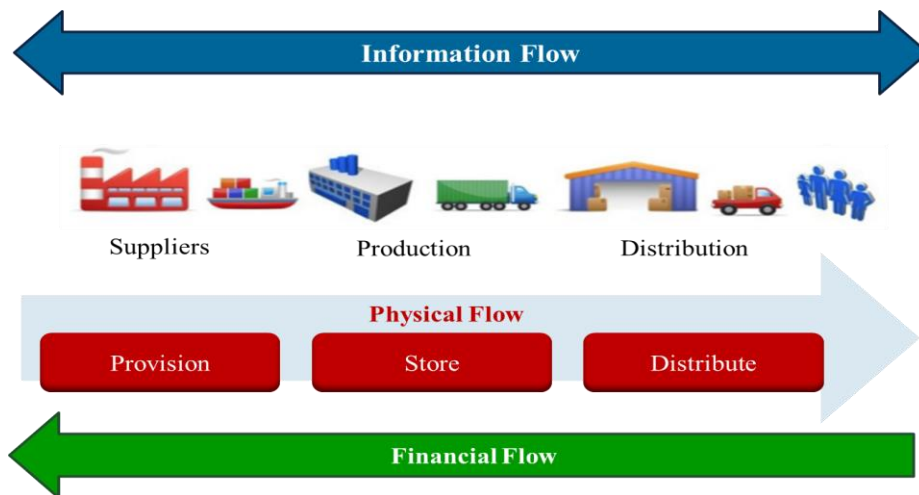 Information Flow
Suppliers Production Distribution
Physical Flow
Provision Store Distribute
Financial Flow